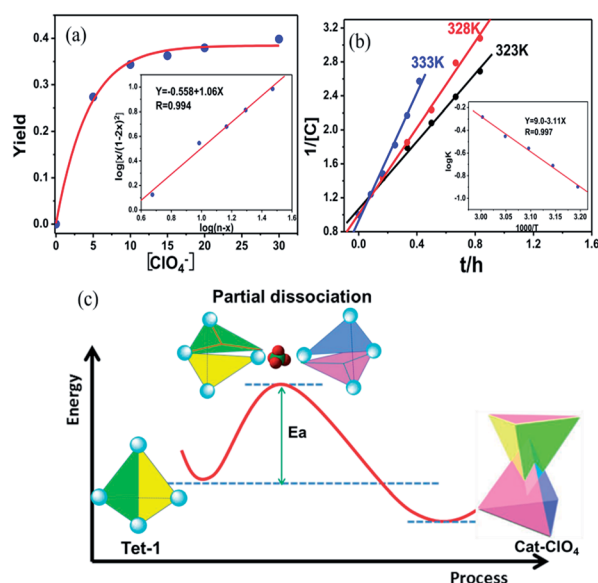 (a)
Yield
0.4
0.3
0.2
0.1
0.0
0 5 10 15 20 25 30
[ClO₄⁻]
Y=-0.558+1.06X
R=0.994
log[x/(1-2x)²]
1.2
0.8
0.4
0.0
0.6 0.8 1.0 1.2 1.4 1.6
log(n-x)
(b)
333K
328K
323K
1/[C]
3.2
2.8
2.4
2.0
1.6
1.2
0.8
0.0 0.4 0.8 1.2 1.6
t/h
Y=9.0-3.11X
R=0.997
logK
-0.2
-0.4
-0.6
-0.8
-1.0
3.00 3.05 3.10 3.15 3.20
1000/T
(c)
Partial dissociation
Energy
Ea
Tet-1
Cat-ClO₄
Process